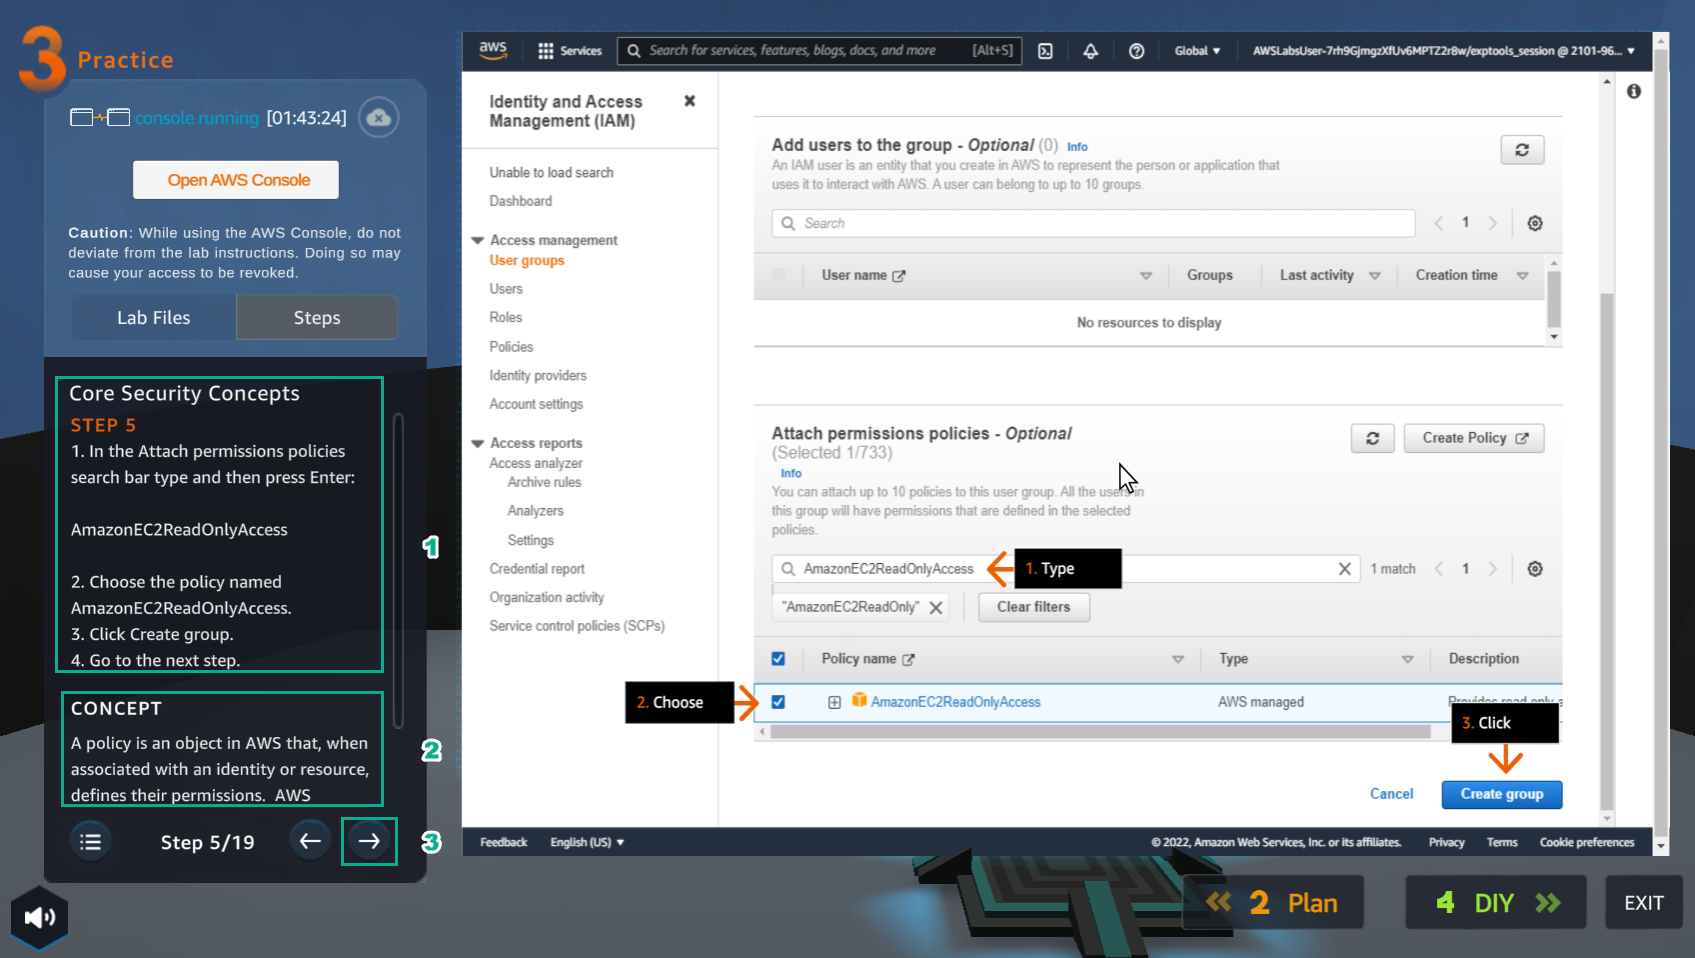 3 Practice
console running [01:43:24]
Open AWS Console
Caution: While using the AWS Console, do not
deviate from the lab instructions. Doing so may
cause your access to be revoked.
Lab Files
Steps
Core Security Concepts
STEP 5
1. In the Attach permissions policies
search bar type and then press Enter:
AmazonEC2ReadOnlyAccess
2. Choose the policy named
AmazonEC2ReadOnlyAccess.
3. Click Create group.
4. Go to the next step.
1
CONCEPT
A policy is an object in AWS that, when
associated with an identity or resource,
defines their permissions. AWS
2
Step 5/19
3
aws
Services
Search for services, features, blogs, docs, and more [Alt+S]
Global
AWSLabsUser-7rh9GjmgzXfUv6MPTZ2r8w/exptools_session @ 2101-96...
Identity and Access
Management (IAM)
Unable to load search
Dashboard
Access management
User groups
Users
Roles
Policies
Identity providers
Account settings
Access reports
Access analyzer
Archive rules
Analyzers
Settings
Credential report
Organization activity
Service control policies (SCPs)
Add users to the group - Optional (0) Info
An IAM user is an entity that you create in AWS to represent the person or application that
uses it to interact with AWS. A user can belong to up to 10 groups.
Search
1
User name
Groups
Last activity
Creation time
No resources to display
Attach permissions policies - Optional
(Selected 1/733)
Info
Create Policy
You can attach up to 10 policies to this user group. All the users in
this group will have permissions that are defined in the selected
policies.
AmazonEC2ReadOnlyAccess
1. Type
1 match
1
"AmazonEC2ReadOnly"
Clear filters
Policy name
Type
Description
2. Choose
AmazonEC2ReadOnlyAccess
AWS managed
Provides read only a
3. Click
Cancel
Create group
Feedback
English (US)
© 2022, Amazon Web Services, Inc. or its affiliates.
Privacy
Terms
Cookie preferences
2 Plan
4 DIY
EXIT